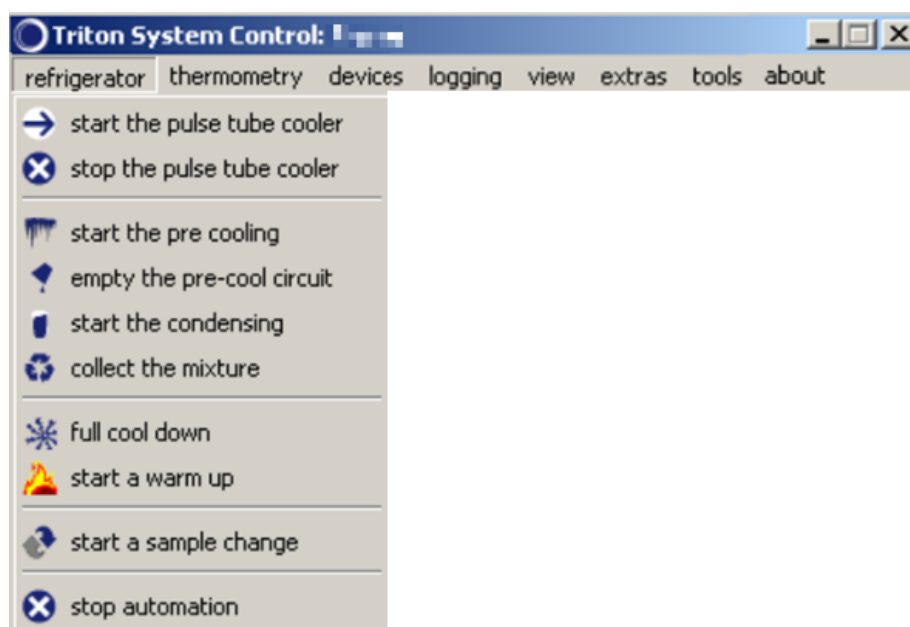 Triton System Control:
refrigerator thermometry devices logging view extras tools about
start the pulse tube cooler
stop the pulse tube cooler
start the pre cooling
empty the pre-cool circuit
start the condensing
collect the mixture
full cool down
start a warm up
start a sample change
stop automation